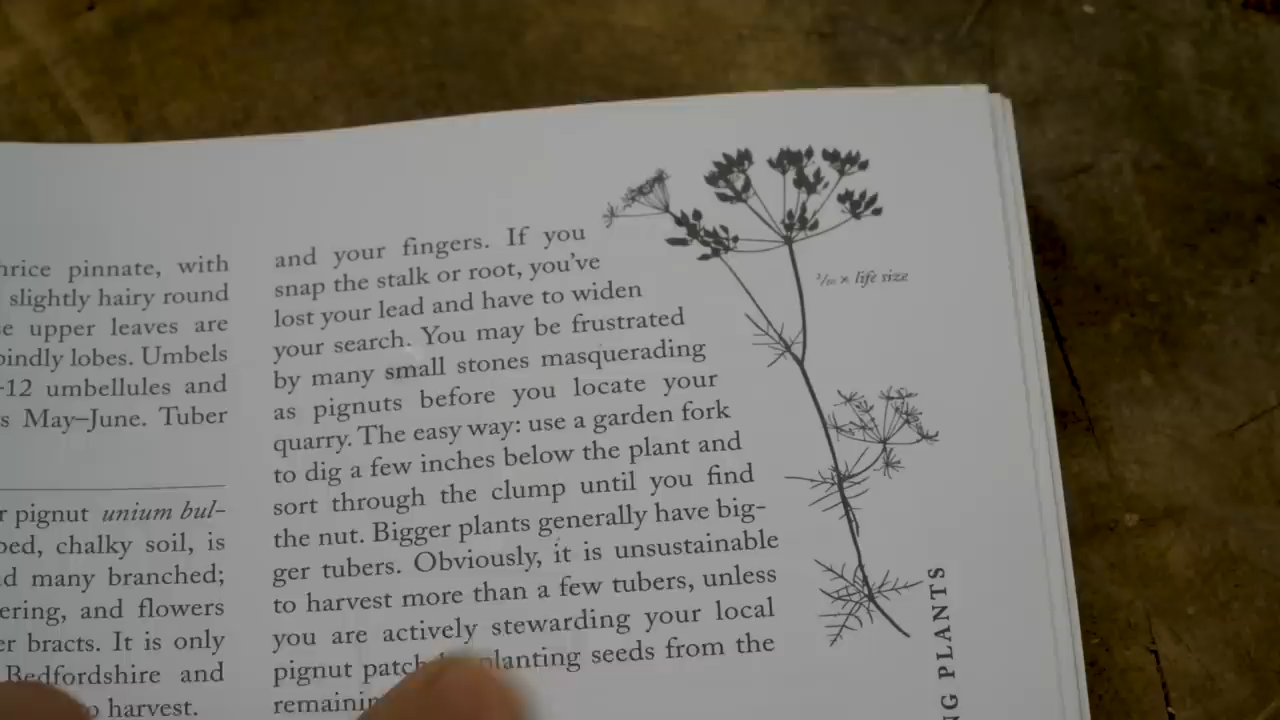 hrice pinnate, with
slightly hairy round
e upper leaves are
pindly lobes. Umbels
-12 umbellules and
s May–June. Tuber
r pignut unium bul-
ped, chalky soil, is
d many branched;
ering, and flowers
er bracts. It is only
Bedfordshire and
o harvest.
and your fingers. If you
snap the stalk or root, you've
lost your lead and have to widen
your search. You may be frustrated
by many small stones masquerading
as pignuts before you locate your
quarry. The easy way: use a garden fork
to dig a few inches below the plant and
sort through the clump until you find
the nut. Bigger plants generally have big-
ger tubers. Obviously, it is unsustainable
to harvest more than a few tubers, unless
you are actively stewarding your local
pignut patch planting seeds from the
remainin
× life size
NG PLANTS